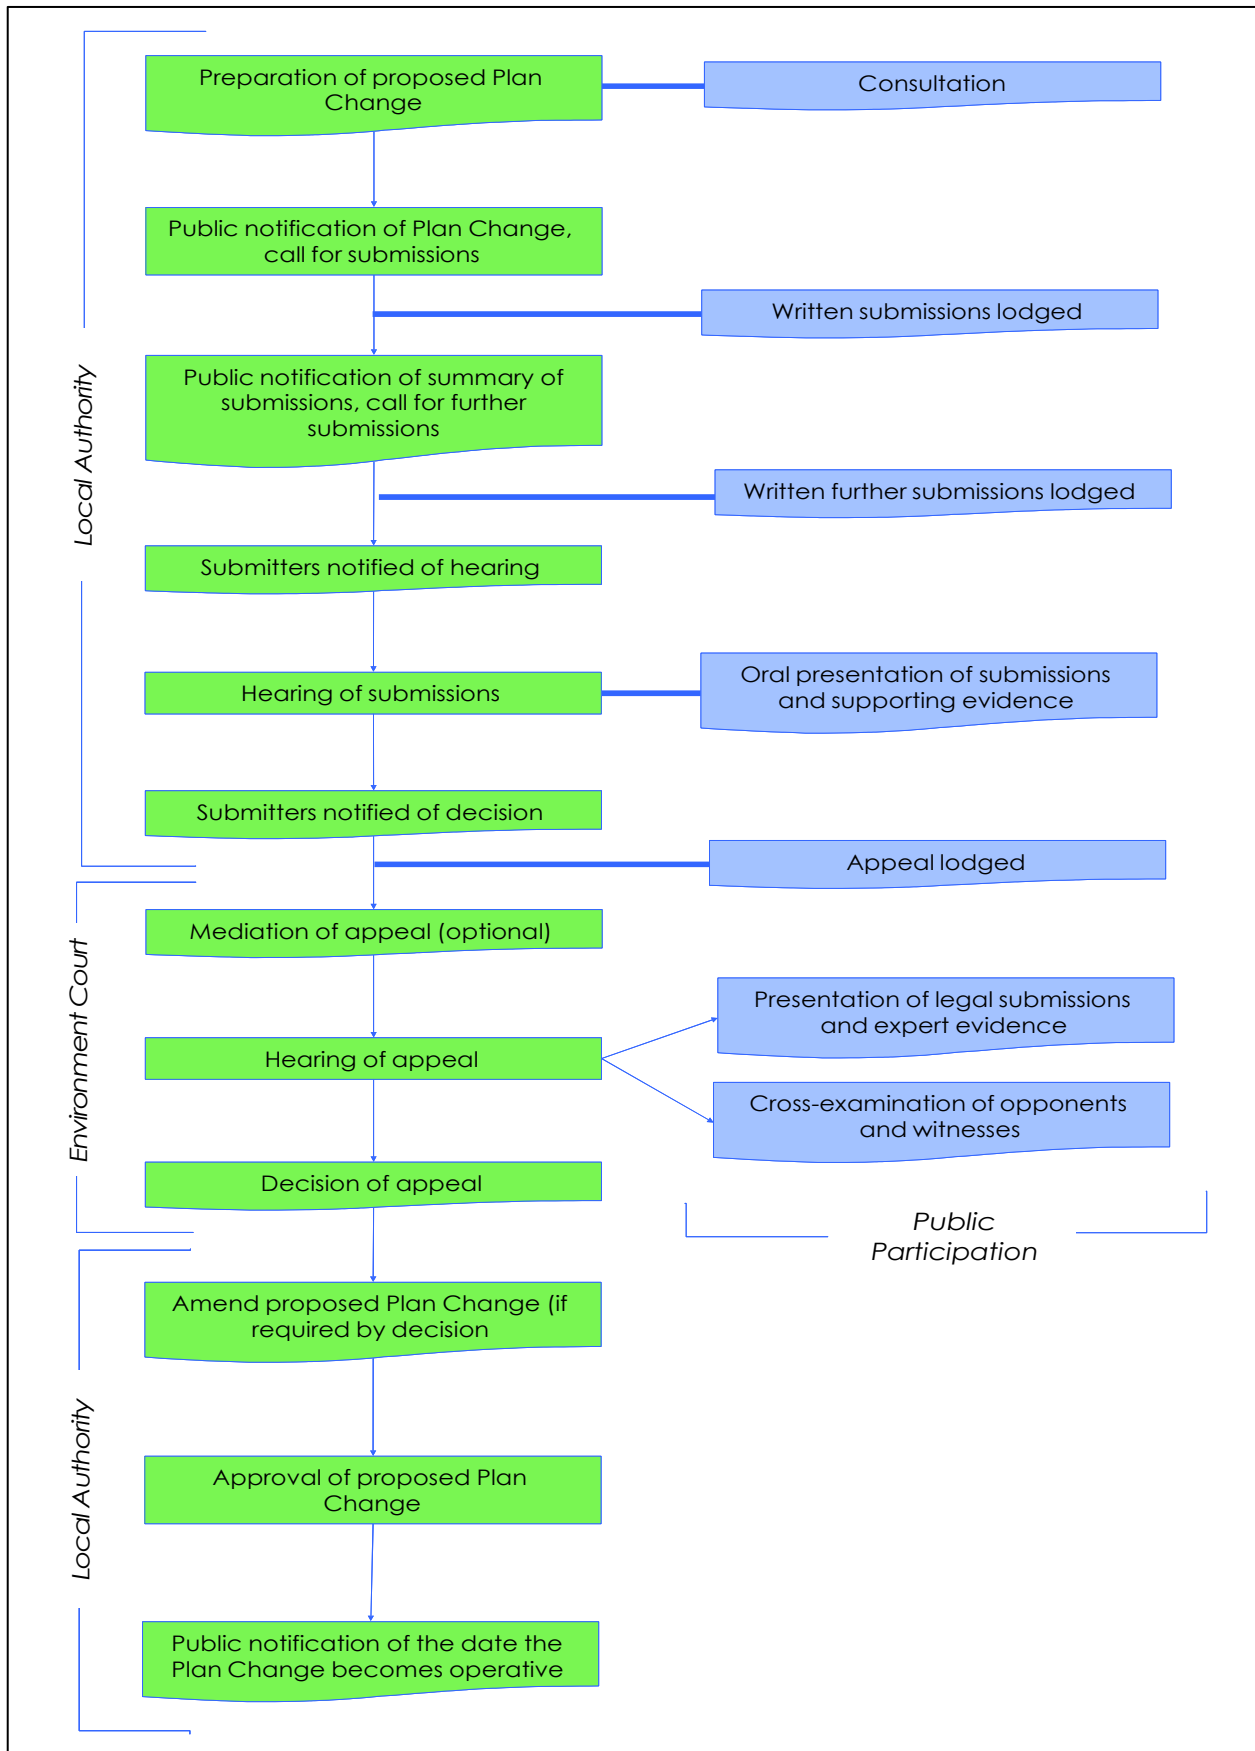 Preparation of proposed Plan
Change
Consultation
Public notification of Plan Change,
call for submissions
Written submissions lodged
Public notification of summary of
submissions, call for further
submissions
Written further submissions lodged
Local Authority
Submitters notified of hearing
Hearing of submissions
Oral presentation of submissions
and supporting evidence
Submitters notified of decision
Appeal lodged
Mediation of appeal (optional)
Environment Court
Presentation of legal submissions
and expert evidence
Hearing of appeal
Cross-examination of opponents
and witnesses
Decision of appeal
Public
Participation
Amend proposed Plan Change (if
required by decision
Local Authority
Approval of proposed Plan
Change
Public notification of the date the
Plan Change becomes operative